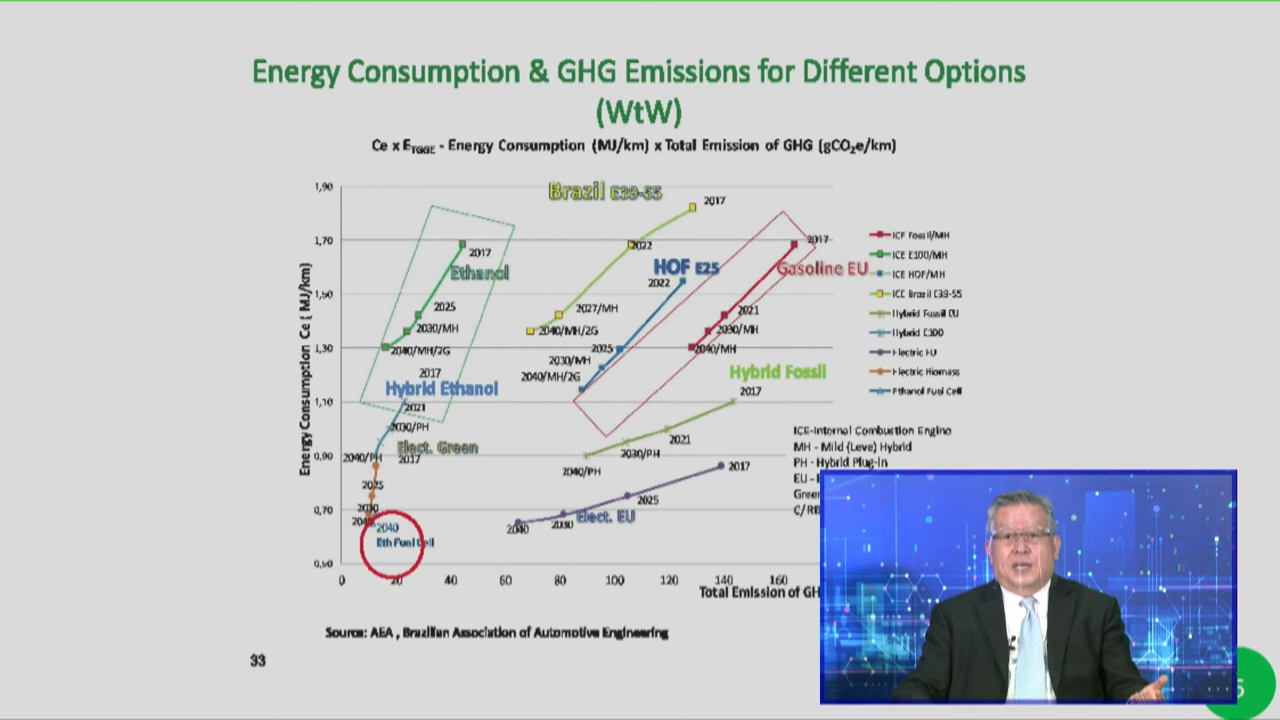 Energy Consumption & GHG Emissions for Different Options
(WtW)
Ce x ETGGE - Energy Consumption (MJ/km) x Total Emission of GHG (gCO₂e/km)
Energy Consumption Ce ( MJ/km)
1,90
1,70
1,50
1,30
1,10
0,90
0,70
0,50
0
20
40
60
80
100
120
140
160
Total Emission of GH
Brazil E39-55
2017
2022
2027/MH
2040/MH/2G
Ethanol
2017
2025
2030/MH
2040/MH/2G
HOF E25
2022
2025
2030/MH
2040/MH/2G
Gasoline EU
2017
2021
2030/MH
2040/MH
2017
Hybrid Ethanol
2021
2030/PH
2040/PH
Hybrid Fossil
2017
2021
2030/PH
2040/PH
Elect. Green
2017
2025
2030
2040
Eth Fuel Cell
Elect. EU
2017
2025
2030
2040
ICE Fossil/MH
ICE E100/MH
ICE HOF/MH
ICE Brazil E39-55
Hybrid Fossil EU
Hybrid E100
Electric EU
Electric Biomass
Ethanol Fuel Cell
ICE-Internal Combustion Engine
MH - Mild (Leve) Hybrid
PH - Hybrid Plug-In
EU -
Gree
C/RB
Source: AEA , Brazilian Association of Automotive Engineering
33
5